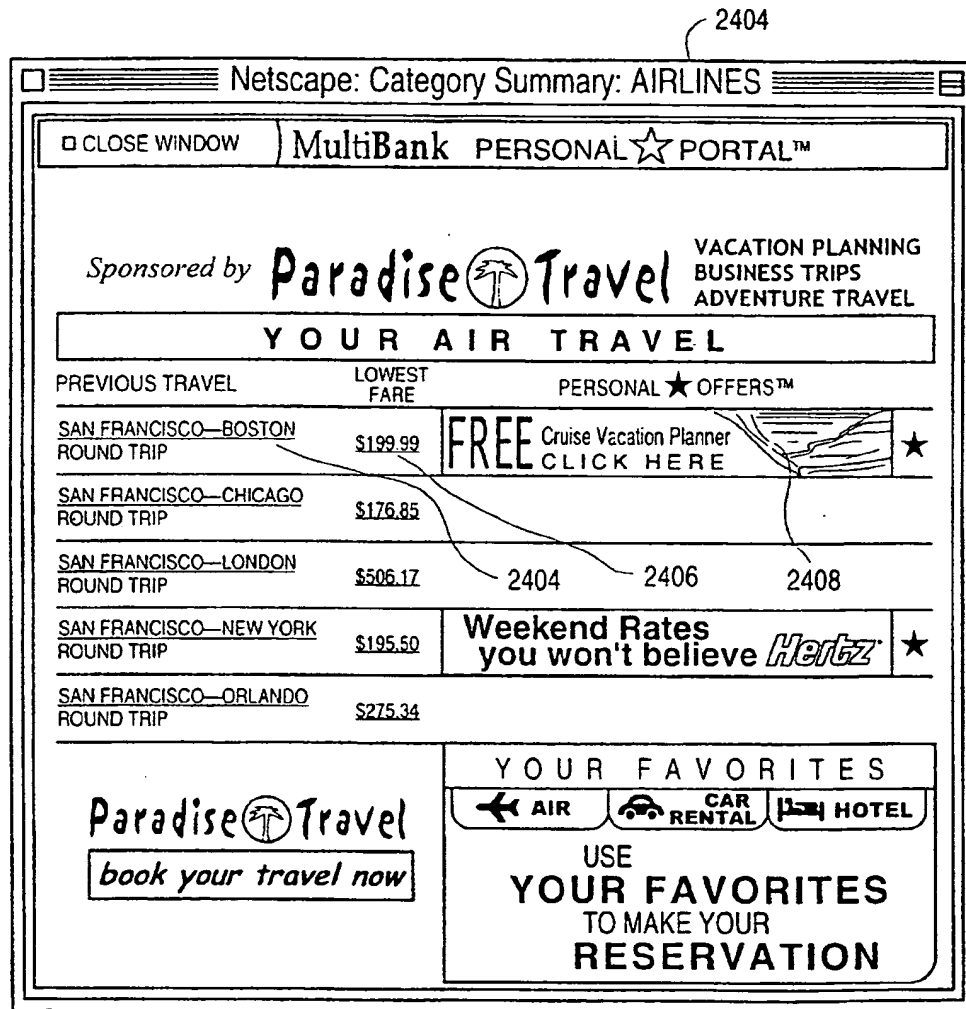 2404
Netscape: Category Summary: AIRLINES
CLOSE WINDOW MultiBank PERSONAL PORTAL™
Sponsored by Paradise Travel
VACATION PLANNING
BUSINESS TRIPS
ADVENTURE TRAVEL
YOUR AIR TRAVEL
PREVIOUS TRAVEL LOWEST FARE PERSONAL ★ OFFERS™
SAN FRANCISCO—BOSTON
ROUND TRIP
$199.99
FREE Cruise Vacation Planner
CLICK HERE
★
SAN FRANCISCO—CHICAGO
ROUND TRIP
$176.85
SAN FRANCISCO—LONDON
ROUND TRIP
$506.17
2404 2406 2408
SAN FRANCISCO—NEW YORK
ROUND TRIP
$195.50
Weekend Rates
you won't believe Hertz
★
SAN FRANCISCO—ORLANDO
ROUND TRIP
$275.34
Paradise Travel
book your travel now
YOUR FAVORITES
AIR CAR RENTAL HOTEL
USE
YOUR FAVORITES
TO MAKE YOUR
RESERVATION